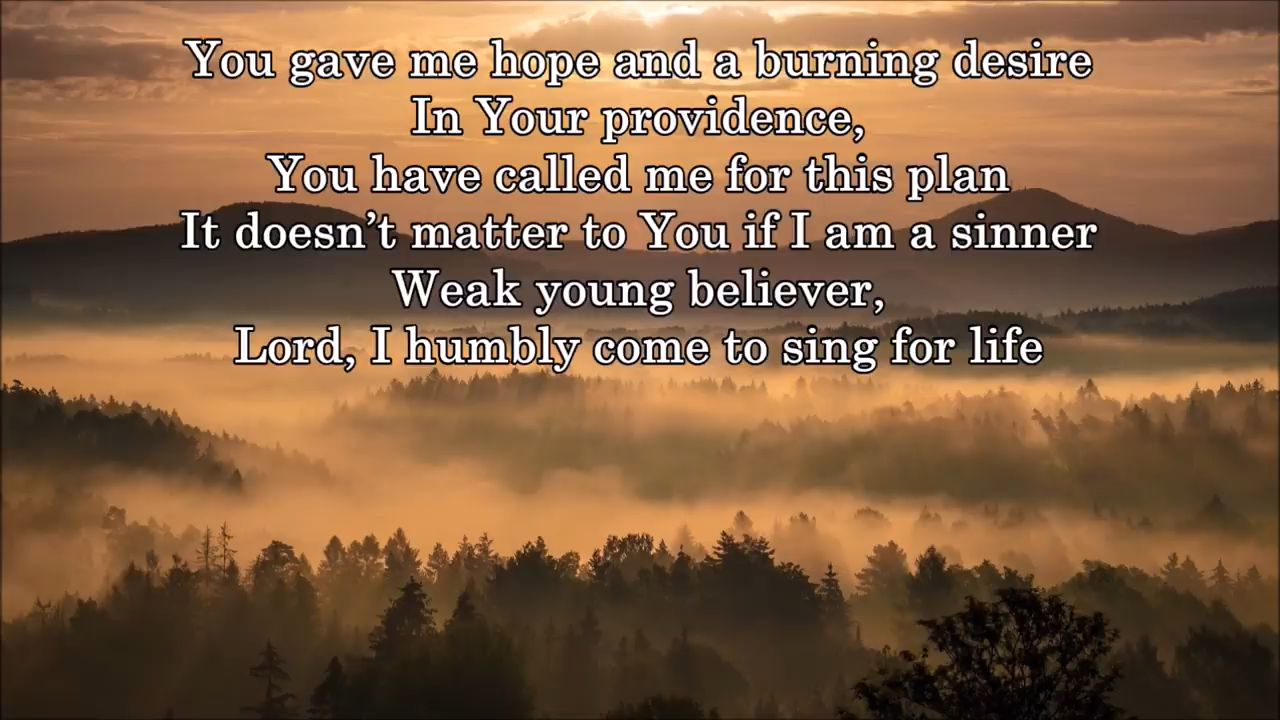 You gave me hope and a burning desire
In Your providence,
You have called me for this plan
It doesn’t matter to You if I am a sinner
Weak young believer,
Lord, I humbly come to sing for life